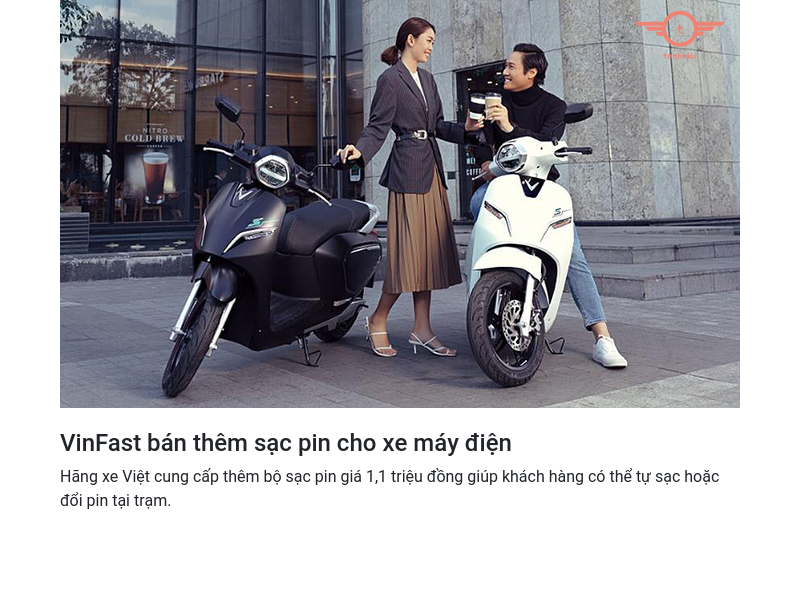 STARBUCKS
NITRO
COLD BREW
S
S
VinFast bán thêm sạc pin cho xe máy điện
Hãng xe Việt cung cấp thêm bộ sạc pin giá 1,1 triệu đồng giúp khách hàng có thể tự sạc hoặc
đổi pin tại trạm.